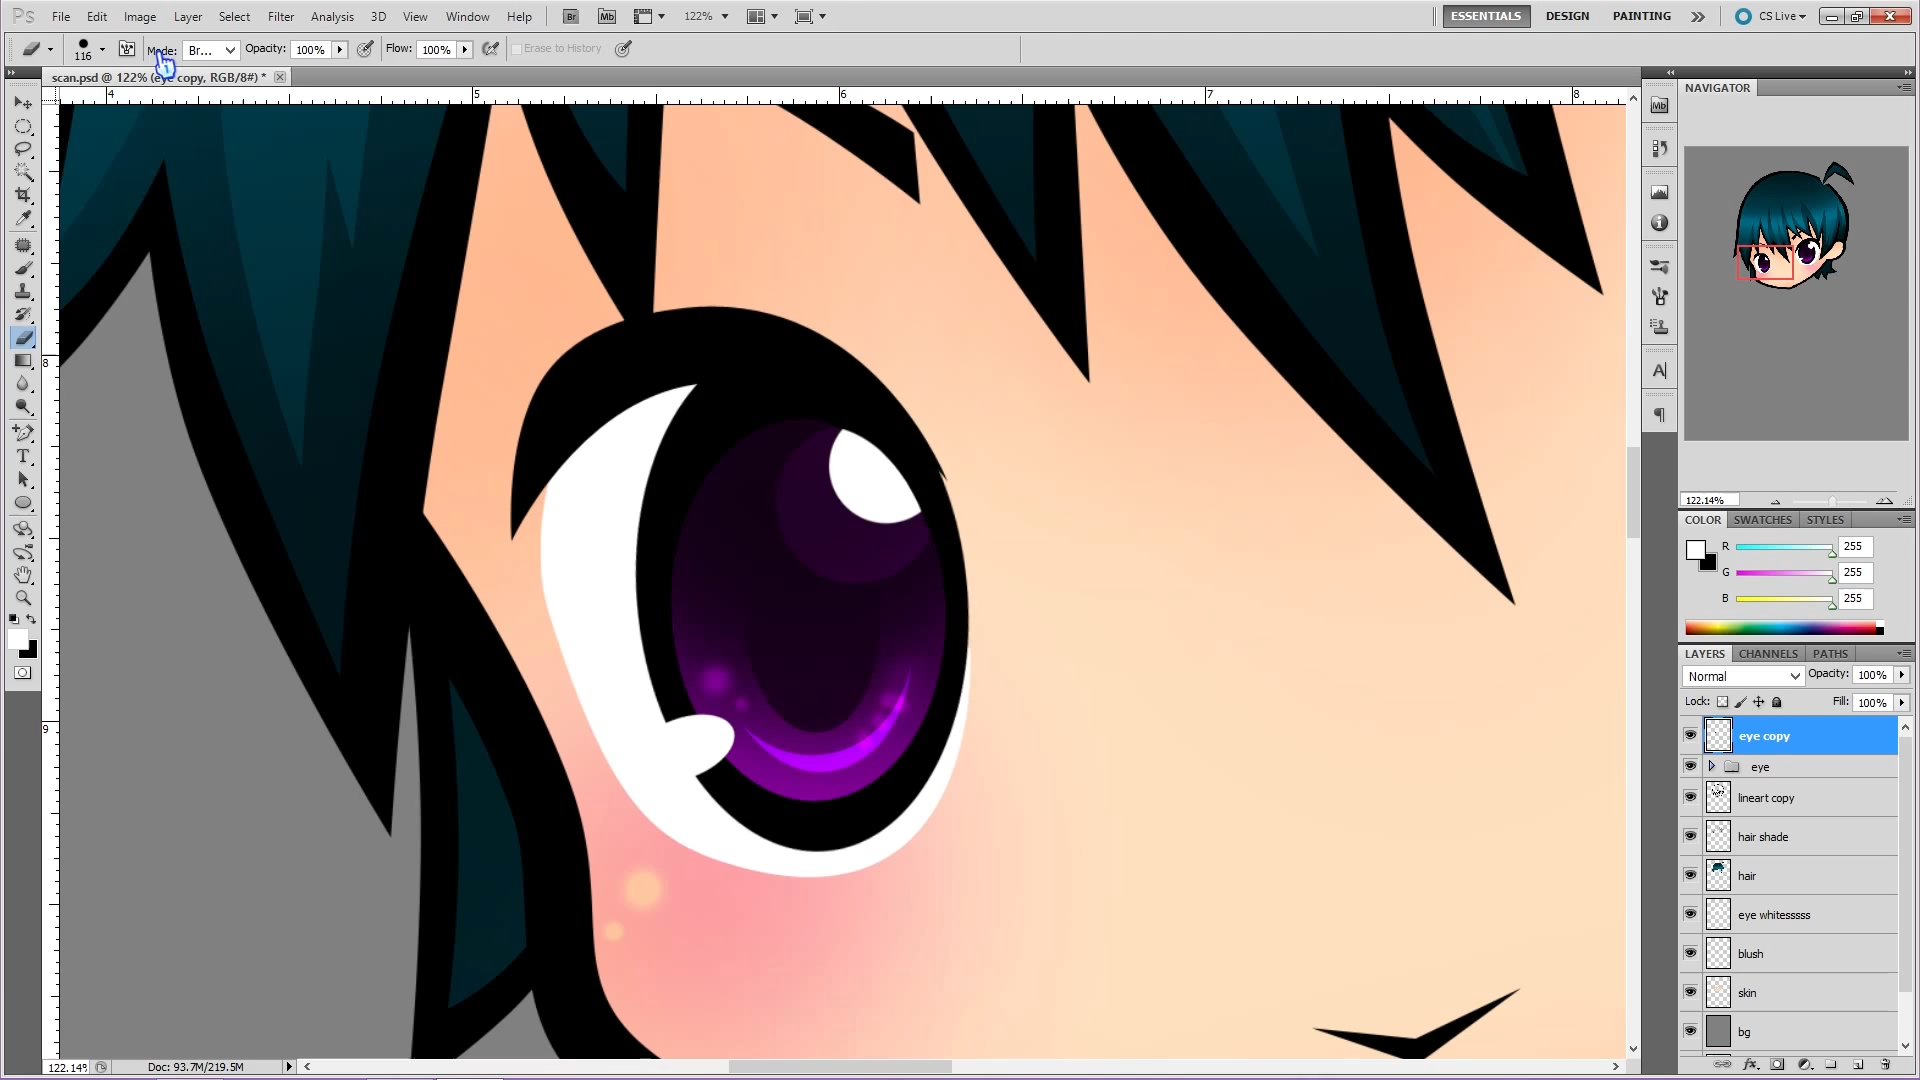 Ps File Edit Image Layer Select Filter Analysis 3D View Window Help Br Mb 122% ESSENTIALS DESIGN PAINTING CS Live
116 Mode: Br... Opacity: 100% Flow: 100% Erase to History
scan.psd @ 122% (eye copy, RGB/8#) *
4 5 6 7 8
8
9
NAVIGATOR
Mb
122.14%
COLOR SWATCHES STYLES
R 255
G 255
B 255
LAYERS CHANNELS PATHS
Normal Opacity: 100%
Lock: Fill: 100%
eye copy
eye
lineart copy
hair shade
hair
eye whitesssss
blush
skin
bg
fx
122.14% Doc: 93.7M/219.5M